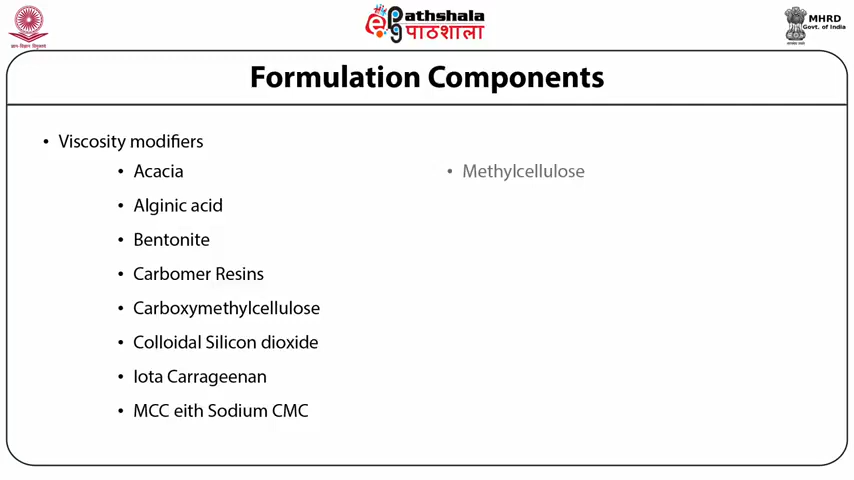 ePathshala
पाठशाला
MHRD
Govt. of India
Formulation Components
• Viscosity modifiers
• Acacia
• Alginic acid
• Bentonite
• Carbomer Resins
• Carboxymethylcellulose
• Colloidal Silicon dioxide
• Iota Carrageenan
• MCC eith Sodium CMC
• Methylcellulose